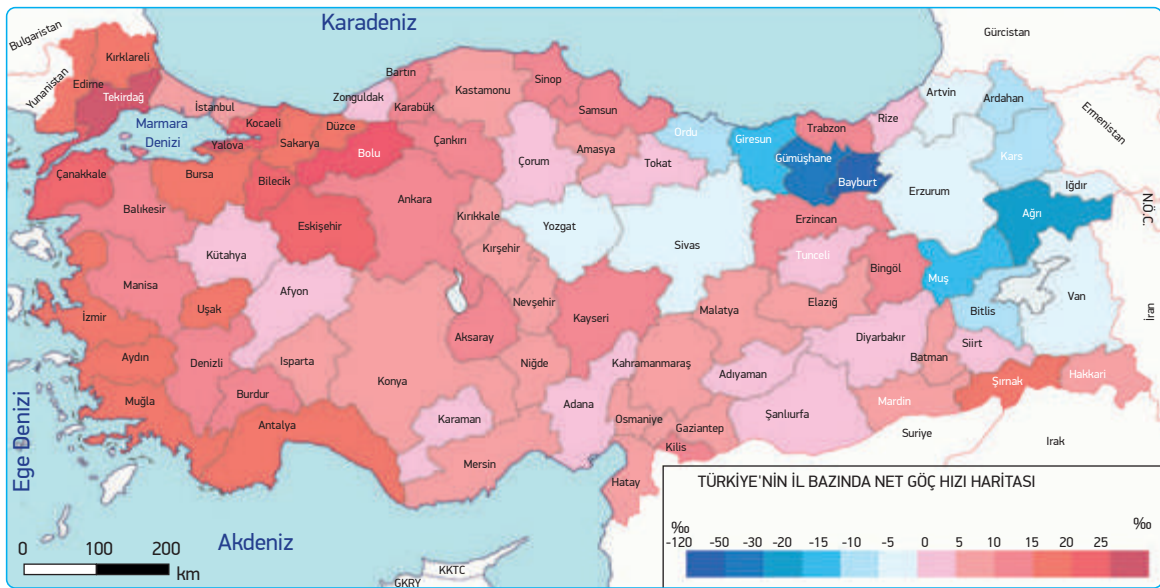 Karadeniz
Bulgaristan
Yunanistan
Gürcistan
Ermenistan
N.Ö.C.
İran
Irak
Suriye
Marmara
Denizi
Ege Denizi
Akdeniz
KKTC
GKRY
Kırklareli
Edirne
Tekirdağ
İstanbul
Kocaeli
Yalova
Sakarya
Düzce
Zonguldak
Bartın
Karabük
Kastamonu
Sinop
Samsun
Bolu
Çankırı
Çorum
Amasya
Tokat
Ordu
Giresun
Gümüşhane
Trabzon
Bayburt
Rize
Artvin
Ardahan
Kars
Erzurum
Iğdır
Ağrı
Çanakkale
Bursa
Bilecik
Balıkesir
Eskişehir
Ankara
Kırıkkale
Kırşehir
Yozgat
Sivas
Erzincan
Tunceli
Bingöl
Muş
Van
Bitlis
Kütahya
Manisa
Afyon
Uşak
İzmir
Aydın
Denizli
Isparta
Burdur
Muğla
Antalya
Konya
Aksaray
Nevşehir
Kayseri
Niğde
Malatya
Elazığ
Diyarbakır
Batman
Siirt
Şırnak
Hakkari
Mardin
Şanlıurfa
Adıyaman
Kahramanmaraş
Gaziantep
Kilis
Osmaniye
Hatay
Adana
Mersin
Karaman
0 100 200
km
TÜRKİYE'NİN İL BAZINDA NET GÖÇ HIZI HARİTASI
‰ ‰
-120 -50 -30 -20 -15 -10 -5 0 5 10 15 20 25